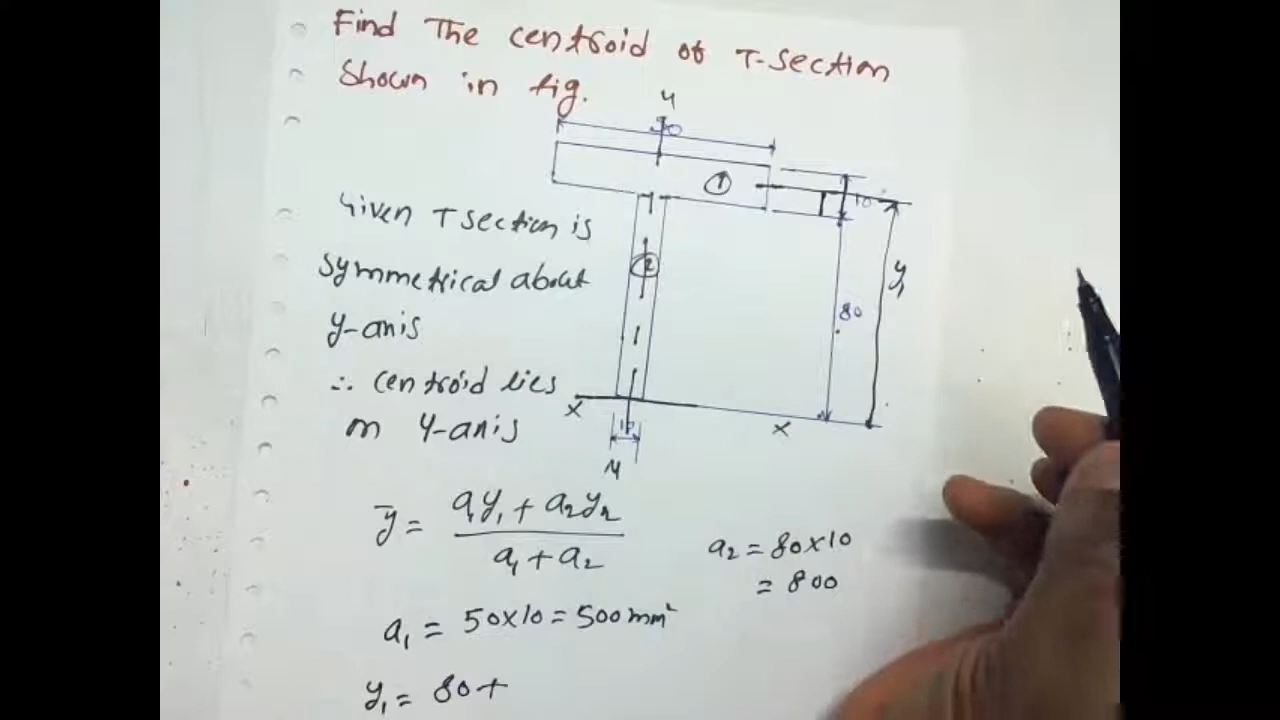 Find The centroid of T-section
Shown in fig.
y
50
①
10
Given T section is
symmetrical about
y-axis
∴ centroid lies
on y-axis
②
80
y₁
x
x
10
y
ȳ = a₁y₁ + a₂y₂
a₁ + a₂
a₂ = 80×10
= 800
a₁ = 50×10 = 500mm²
y₁ = 80+